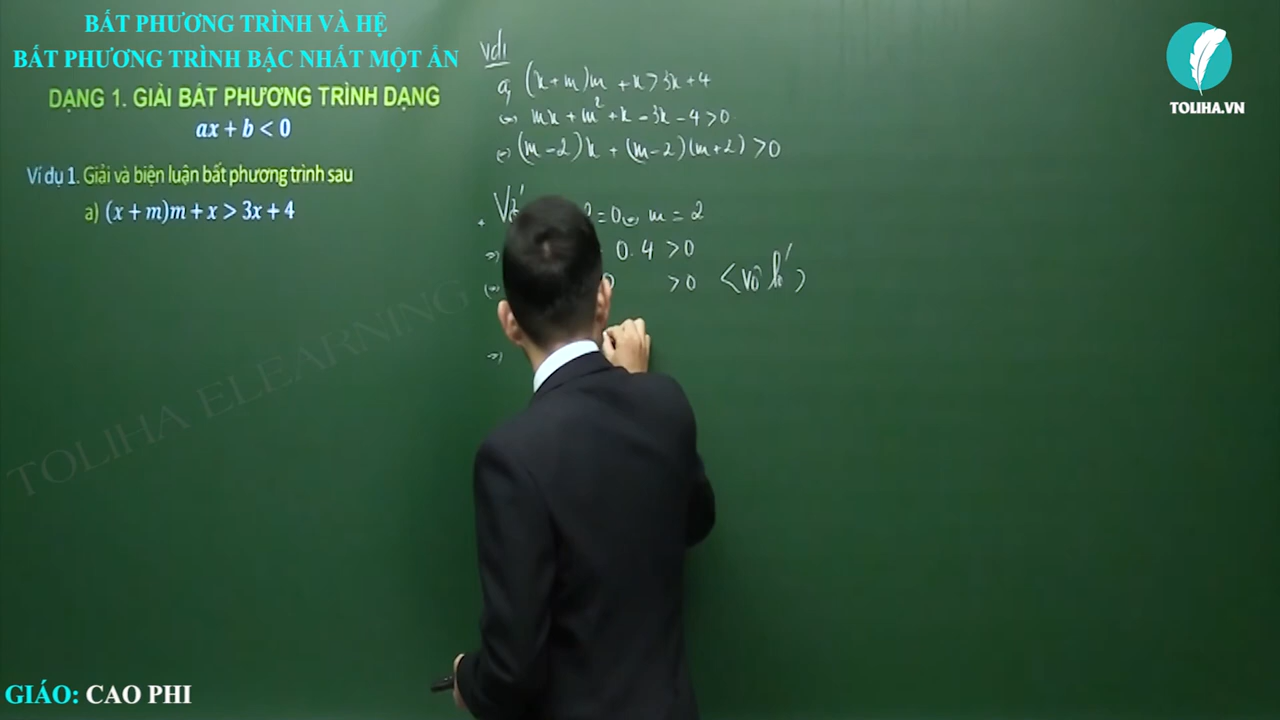 BẤT PHƯƠNG TRÌNH VÀ HỆ
BẤT PHƯƠNG TRÌNH BẬC NHẤT MỘT ẨN
DẠNG 1. GIẢI BẤT PHƯƠNG TRÌNH DẠNG
ax + b < 0
Ví dụ 1. Giải và biện luận bất phương trình sau
a) (x + m)m + x > 3x + 4
TOLIHA.VN
Vd1
a, (x + m)m + x > 3x + 4
⇔ mx + m² + x - 3x - 4 > 0
⇔ (m - 2)x + (m - 2)(m + 2) > 0
+ Với = 0 ⇔ m = 2
⇒ 0.4 > 0
⇔ 0 > 0 <Vô lí>
⇒
TOLIHA ELEARNING
GIÁO: CAO PHI